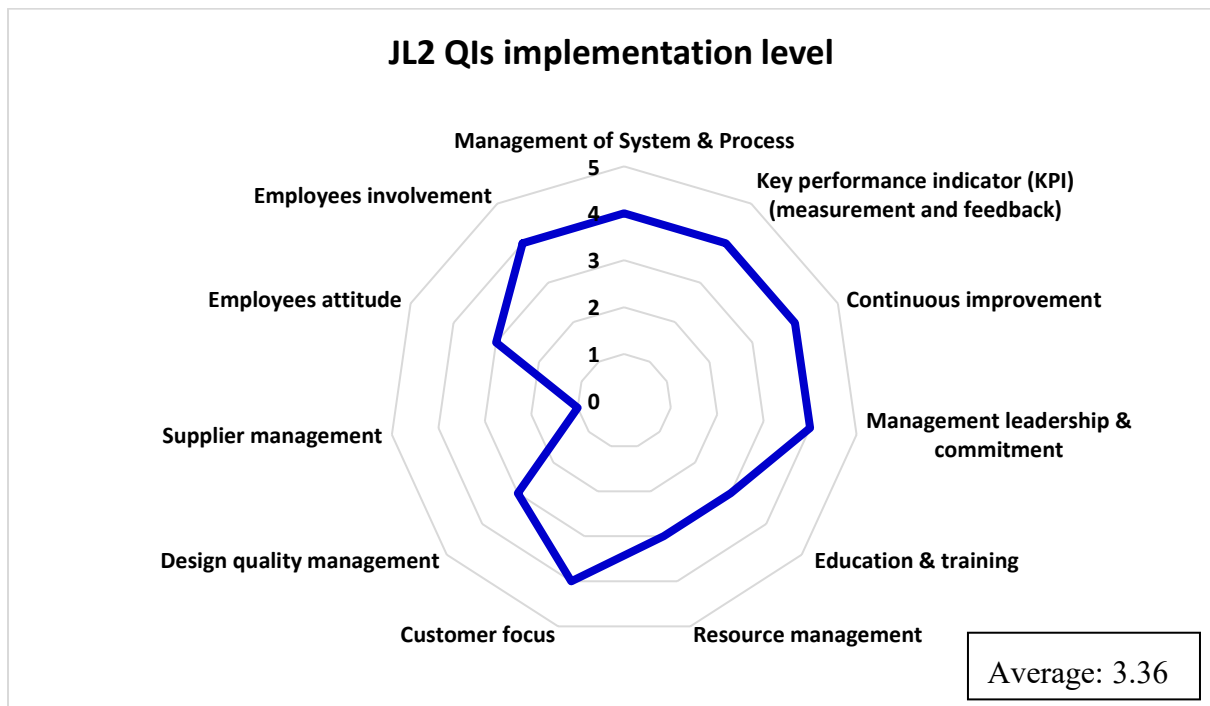 JL2 QIs implementation level
Management of System & Process
Key performance indicator (KPI)
(measurement and feedback)
Continuous improvement
Management leadership &
commitment
Education & training
Resource management
Customer focus
Design quality management
Supplier management
Employees attitude
Employees involvement
5
4
3
2
1
0
Average: 3.36